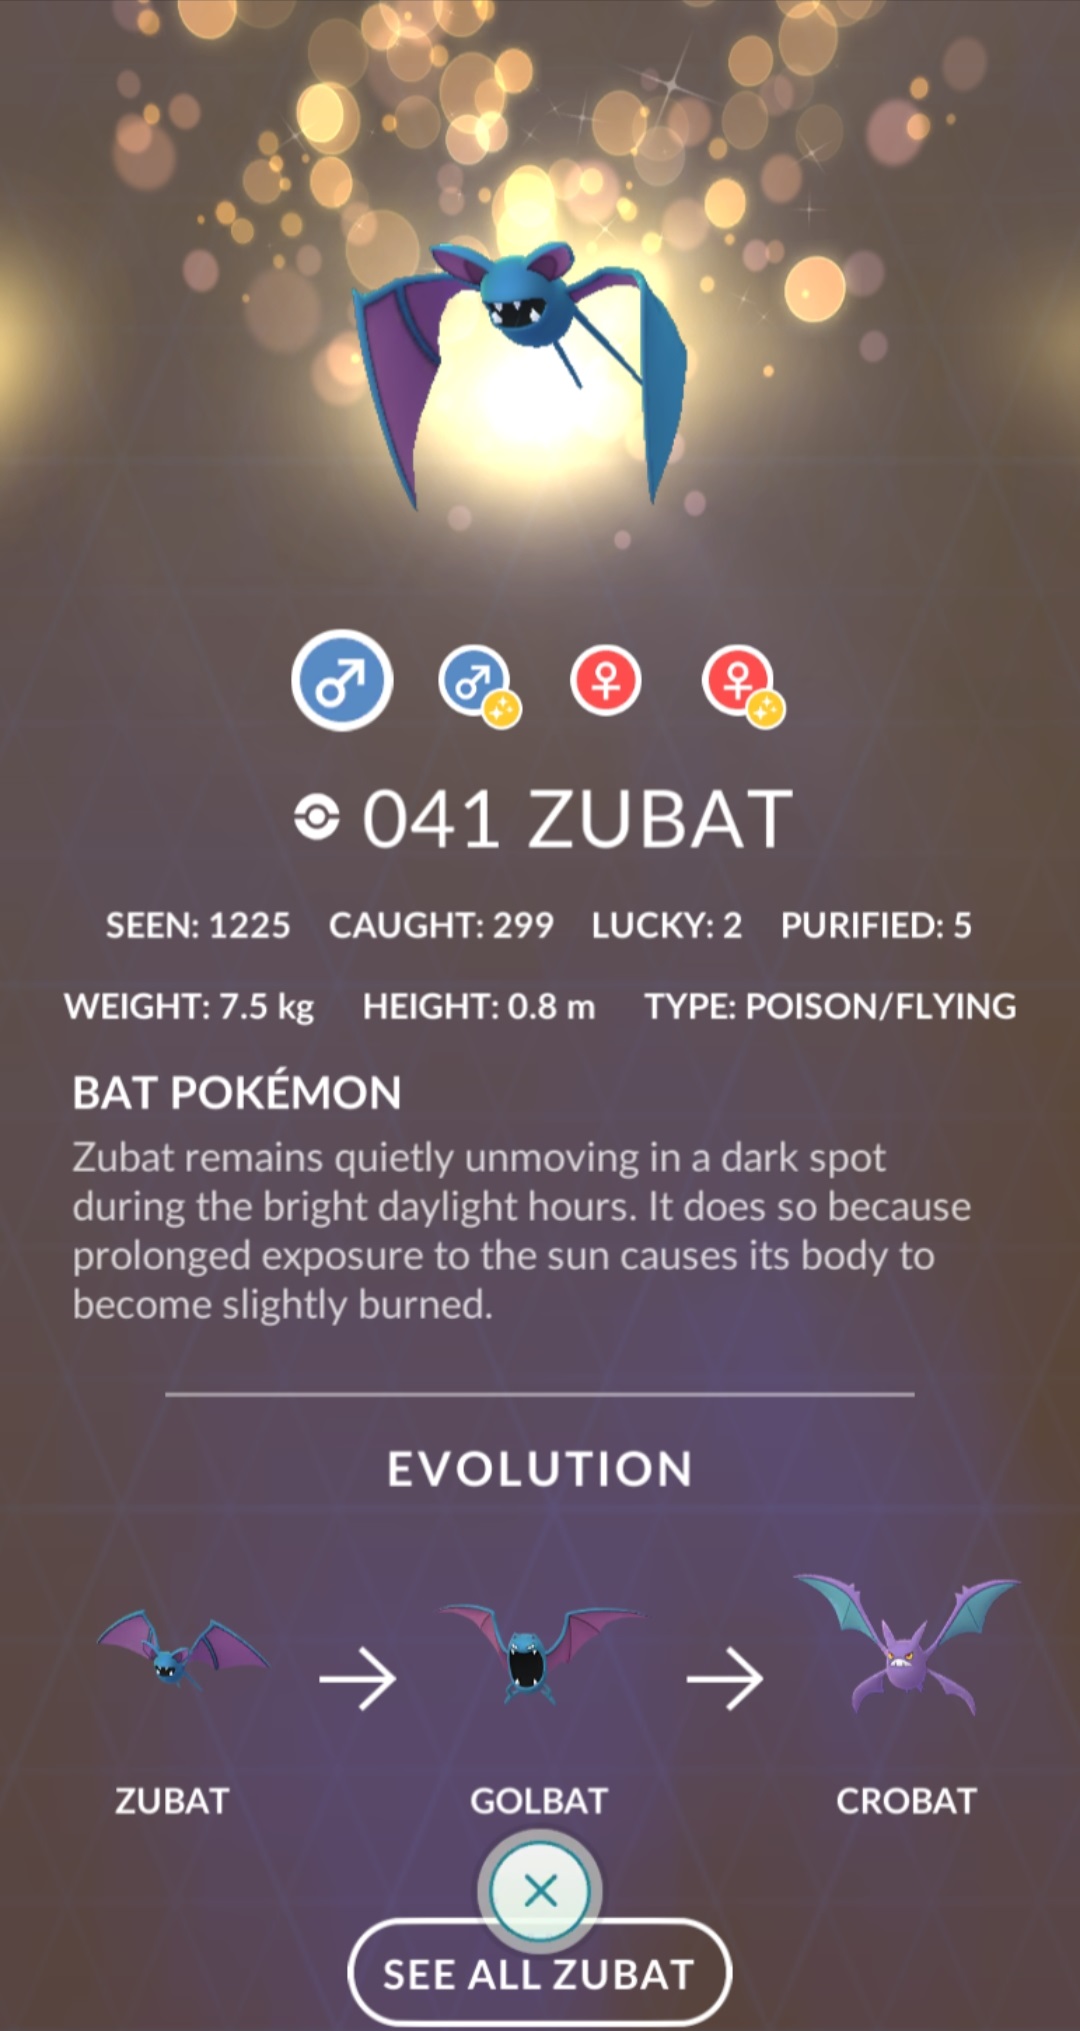 041 ZUBAT
SEEN: 1225 CAUGHT: 299 LUCKY: 2 PURIFIED: 5
WEIGHT: 7.5 kg HEIGHT: 0.8 m TYPE: POISON/FLYING
BAT POKÉMON
Zubat remains quietly unmoving in a dark spot
during the bright daylight hours. It does so because
prolonged exposure to the sun causes its body to
become slightly burned.
EVOLUTION
ZUBAT GOLBAT CROBAT
SEE ALL ZUBAT